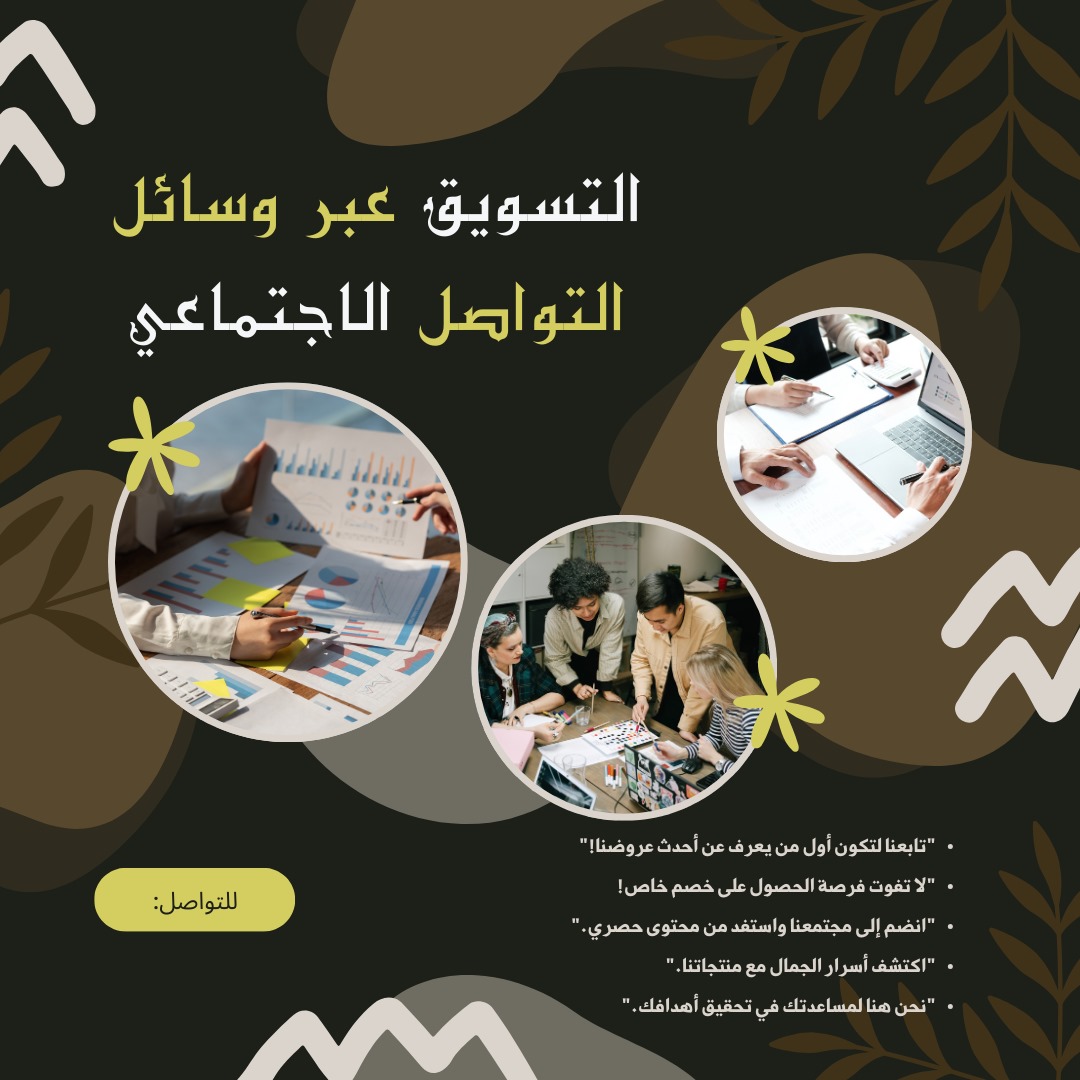 التسويق عبر وسائل
التواصل الاجتماعي
• "تابعنا لتكون أول من يعرف عن أحدث عروضنا!"
• "لا تفوت فرصة الحصول على خصم خاص!
• "انضم إلى مجتمعنا واستفد من محتوى حصري."
• "اكتشف أسرار الجمال مع منتجاتنا."
• "نحن هنا لمساعدتك في تحقيق أهدافك."
للتواصل: